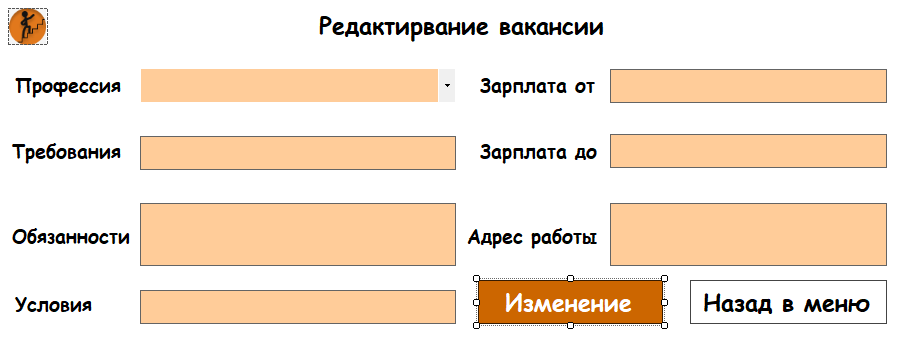 Редактирвание вакансии
Профессия
Зарплата от
Требования
Зарплата до
Обязанности
Адрес работы
Условия
Изменение
Назад в меню